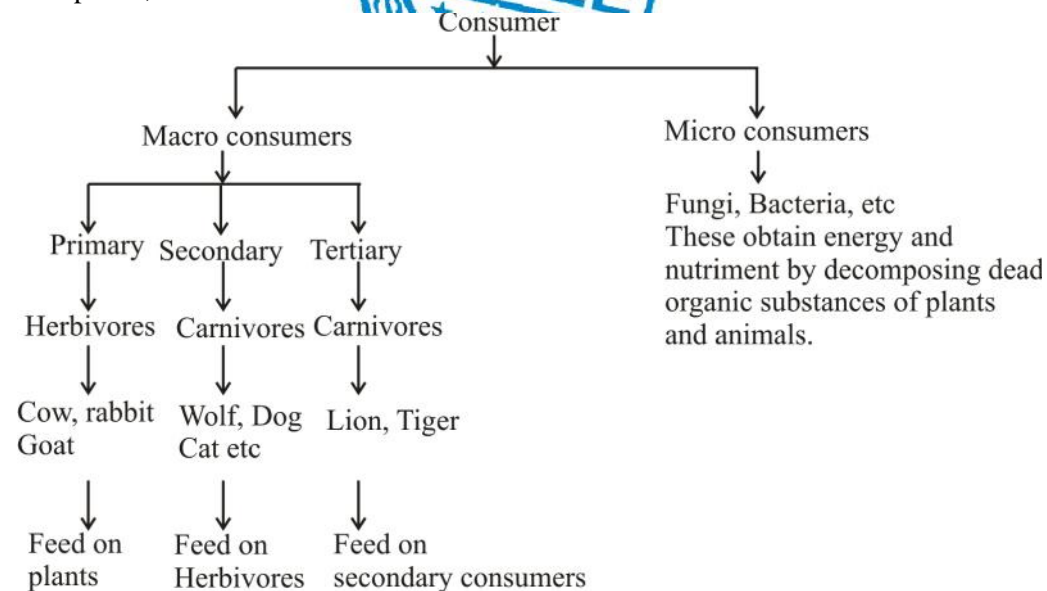 Consumer
Macro consumers
Micro consumers
Primary Secondary Tertiary
Herbivores Carnivores Carnivores
Cow, rabbit
Goat
Wolf, Dog
Cat etc
Lion, Tiger
Feed on
plants
Feed on
Herbivores
Feed on
secondary consumers
Fungi, Bacteria, etc
These obtain energy and
nutriment by decomposing dead
organic substances of plants
and animals.